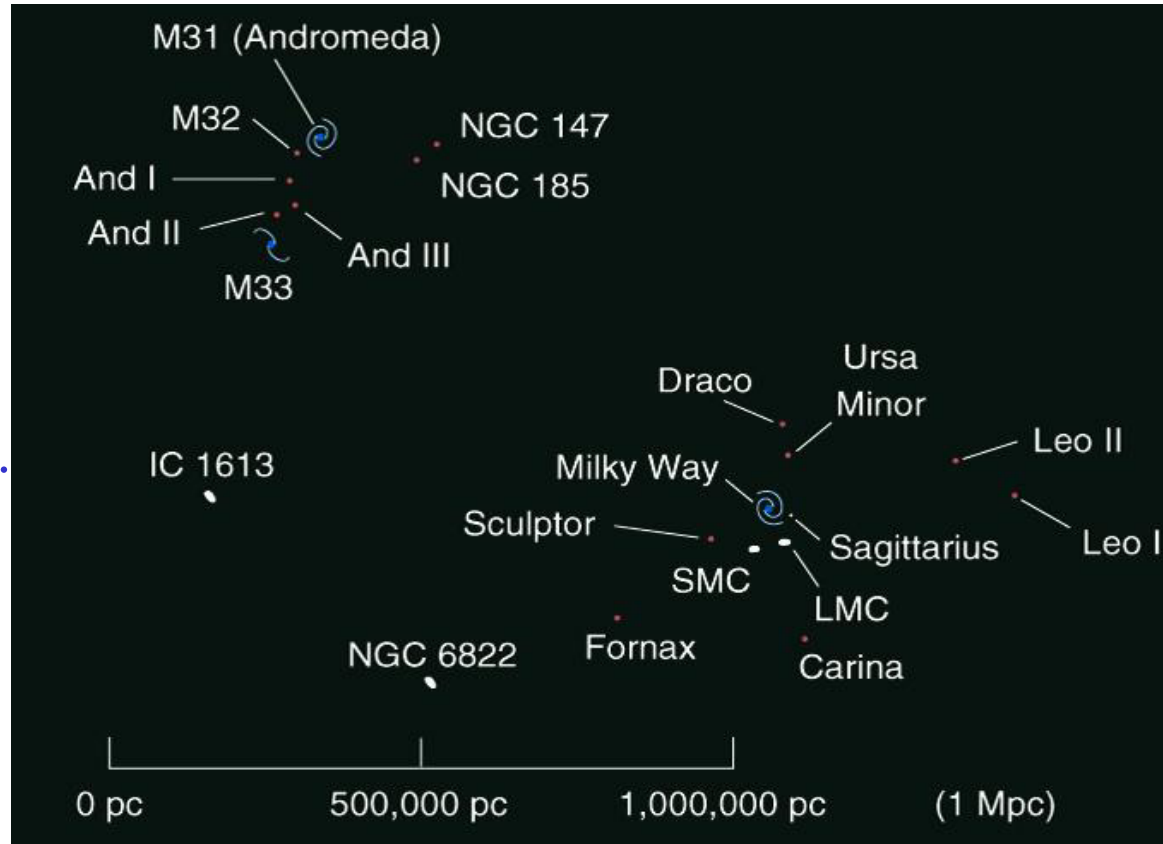 M31 (Andromeda)
M32
NGC 147
And I
NGC 185
And II
And III
M33
Ursa
Minor
Draco
Leo II
IC 1613
Milky Way
Sculptor
Sagittarius
Leo I
SMC
LMC
Fornax
NGC 6822
Carina
0 pc 500,000 pc 1,000,000 pc (1 Mpc)